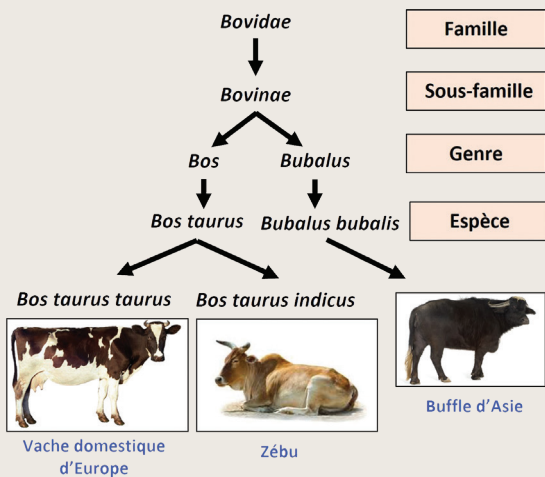 Bovidae
Famille
Bovinae
Sous-famille
Bos
Bubalus
Genre
Bos taurus
Bubalus bubalis
Espèce
Bos taurus taurus
Bos taurus indicus
Vache domestique
d'Europe
Zébu
Buffle d'Asie